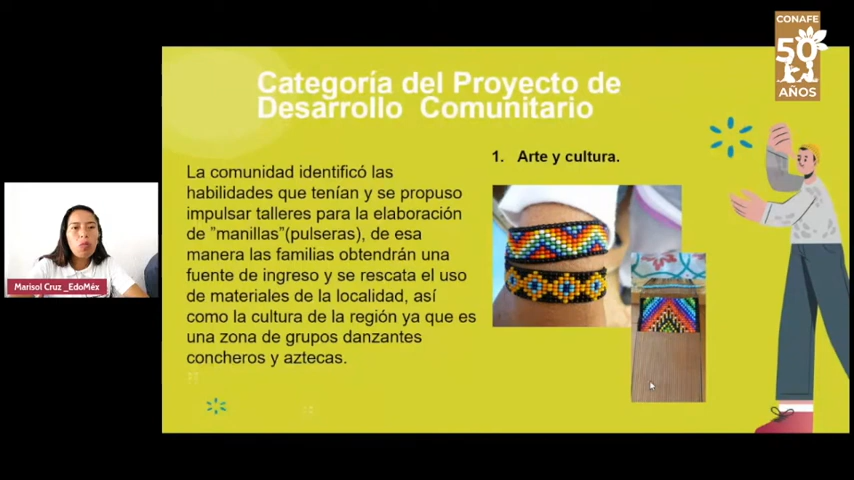 CONAFE
50
AÑOS
Categoría del Proyecto de
Desarrollo Comunitario
1. Arte y cultura.
La comunidad identificó las
habilidades que tenían y se propuso
impulsar talleres para la elaboración
de ”manillas”(pulseras), de esa
manera las familias obtendrán una
fuente de ingreso y se rescata el uso
de materiales de la localidad, así
como la cultura de la región ya que es
una zona de grupos danzantes
concheros y aztecas.
Marisol Cruz _EdoMéx